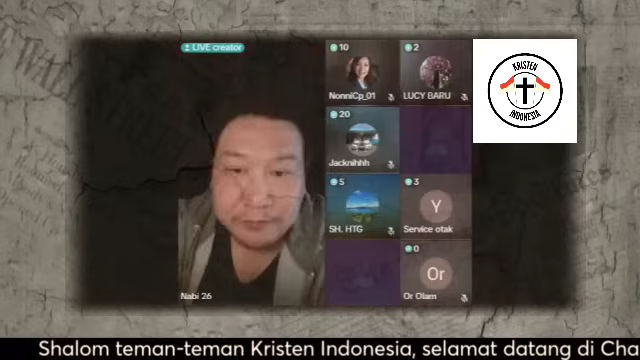 LIVE creator
10
NonniCp_01
2
LUCY BARU
20
Jacknihhh
5
SH. HTG
3
Y
Service otak
0
Or
Or Olam
Nabi 26
KRISTEN
INDONESIA
Shalom teman-teman Kristen Indonesia, selamat datang di Cha